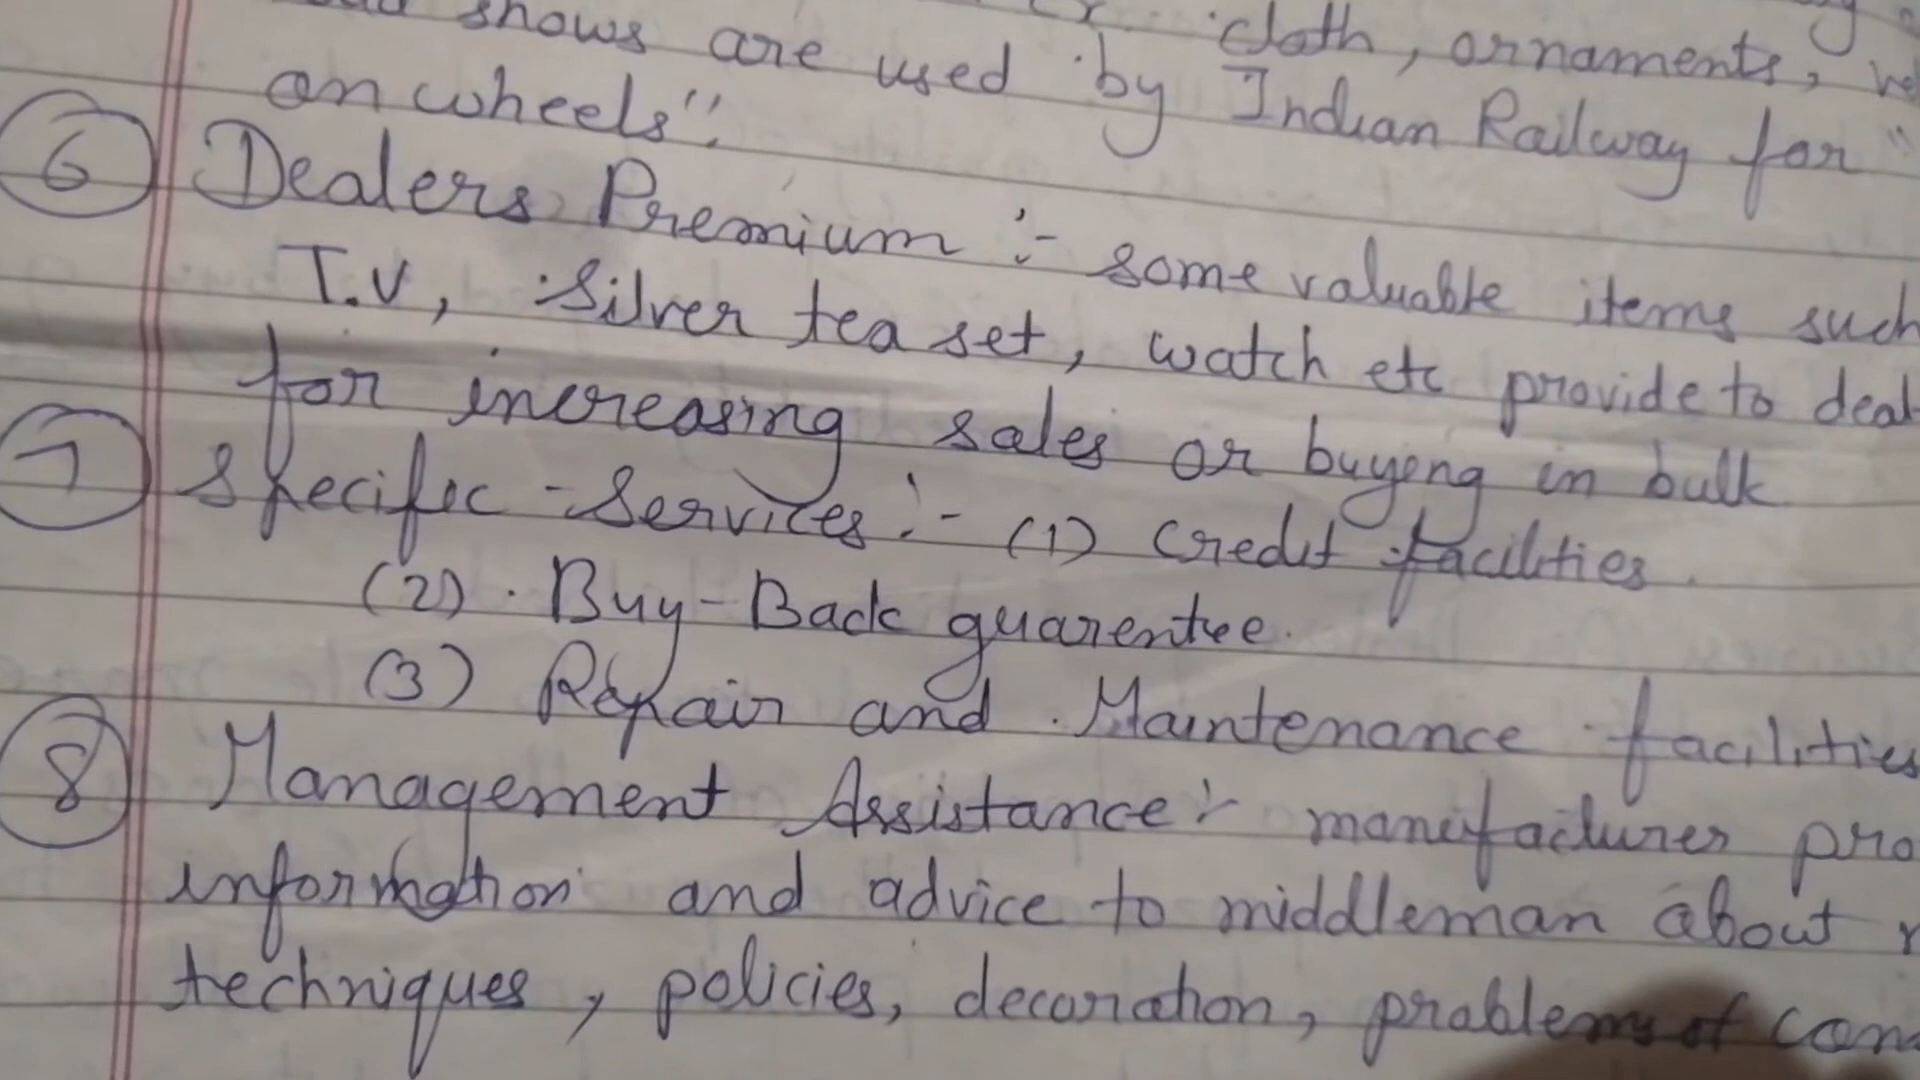 cloth, ornaments,
shows are used by Indian Railway for "
on wheels".
6 Dealers Premium :- some valuable items such
T.V, Silver tea set, watch etc provide to deal
for increasing sales or buying in bulk
7 Specific - Services :- (1) Credit facilities.
(2). Buy-Back guarentee.
(3) Repair and Maintenance facilities
8 Management Assistance :- manufacturer pro
information and advice to middleman about
techniques, policies, decoration, problems of con